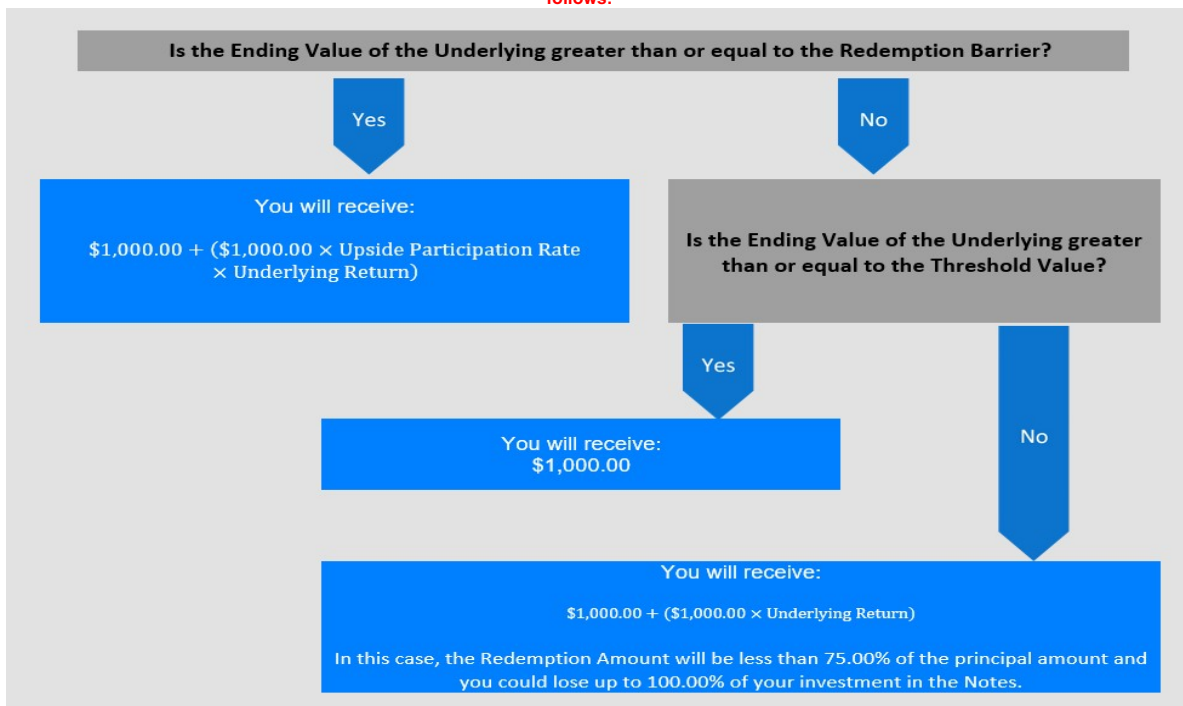 follows:
Is the Ending Value of the Underlying greater than or equal to the Redemption Barrier?
Yes
No
You will receive:
$1,000.00 + ($1,000.00 × Upside Participation Rate
× Underlying Return)
Is the Ending Value of the Underlying greater
than or equal to the Threshold Value?
Yes
No
You will receive:
$1,000.00
You will receive:
$1,000.00 + ($1,000.00 × Underlying Return)
In this case, the Redemption Amount will be less than 75.00% of the principal amount and
you could lose up to 100.00% of your investment in the Notes.